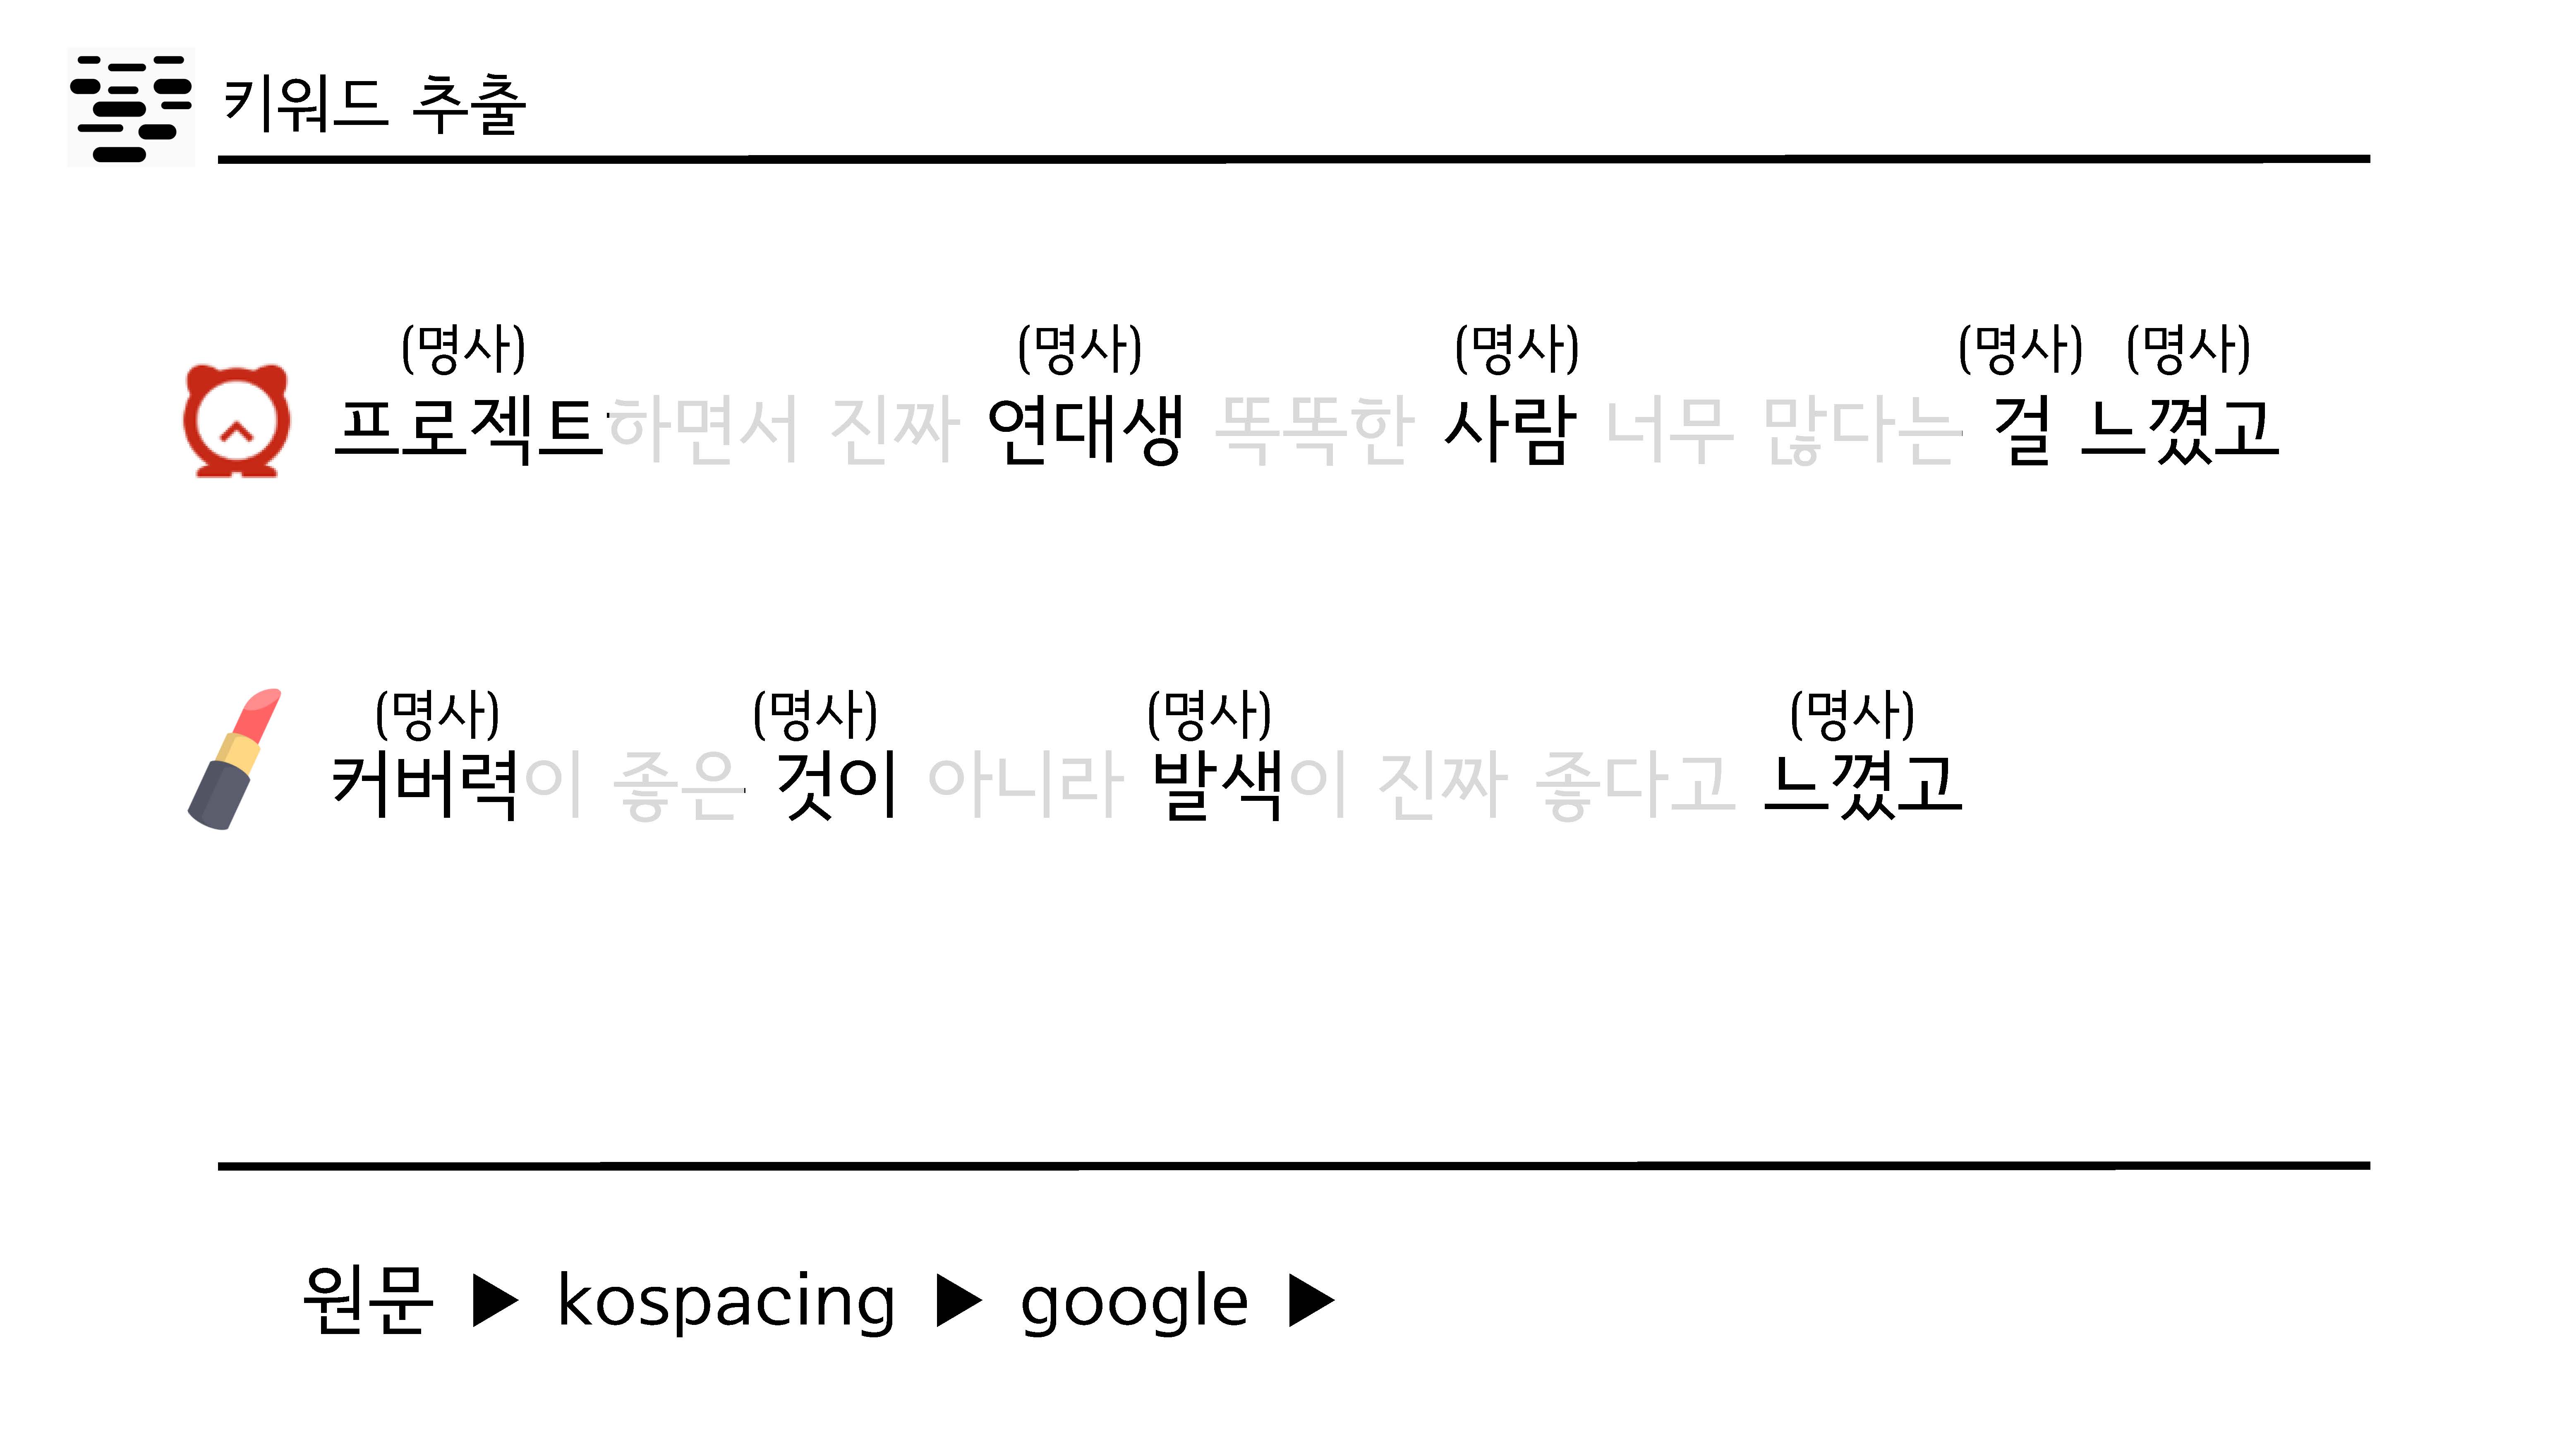 키워드 추출
(명사) (명사) (명사) (명사) (명사)
프로젝트하면서 진짜 연대생 똑똑한 사람 너무 많다는 걸 느꼈고
(명사) (명사) (명사) (명사)
커버력이 좋은 것이 아니라 발색이 진짜 좋다고 느꼈고
원문 ▶ kospacing ▶ google ▶